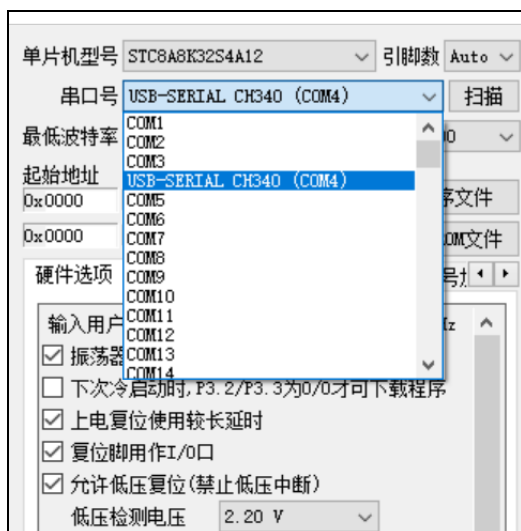 单片机型号 STC8A8K32S4A12 引脚数 Auto
串口号 USB-SERIAL CH340 (COM4) 扫描
最低波特率 COM1
COM2
COM3
起始地址 USB-SERIAL CH340 (COM4)
0x0000 COM5 序文件
COM6
0x0000 COM7 OM文件
COM8
硬件选项 COM9
COM10
输入用户 COM11
COM12
振荡器 COM13
COM14
下次冷启动时,P3.2/P3.3为0/0才可下载程序
上电复位使用较长延时
复位脚用作I/O口
允许低压复位(禁止低压中断)
低压检测电压 2.20 V